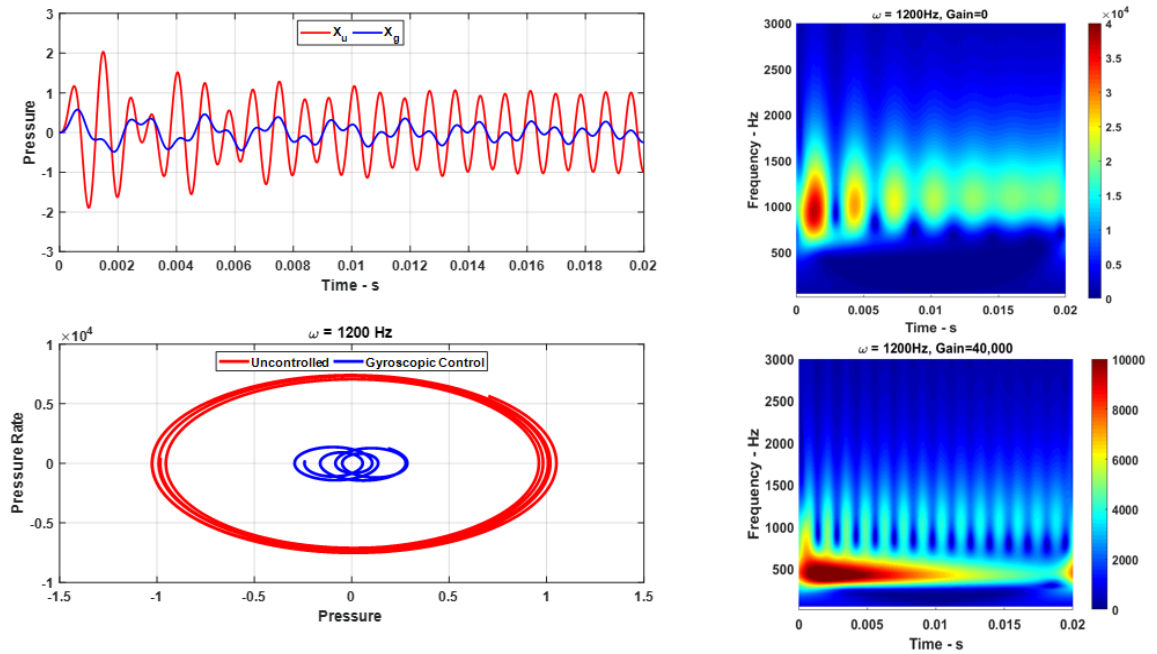 3
2
1
0
-1
-2
-3
Pressure
X_u X_g
0 0.002 0.004 0.006 0.008 0.01 0.012 0.014 0.016 0.018 0.02
Time - s
ω = 1200Hz, Gain=0
3000
2500
2000
1500
1000
500
Frequency - Hz
0 0.005 0.01 0.015 0.02
Time - s
×10^4
4
3.5
3
2.5
2
1.5
1
0.5
0
×10^4
ω = 1200 Hz
1
0.5
0
-0.5
-1
Pressure Rate
Uncontrolled Gyroscopic Control
-1.5 -1 -0.5 0 0.5 1 1.5
Pressure
ω = 1200Hz, Gain=40,000
3000
2500
2000
1500
1000
500
Frequency - Hz
0 0.005 0.01 0.015 0.02
Time - s
10000
8000
6000
4000
2000
0